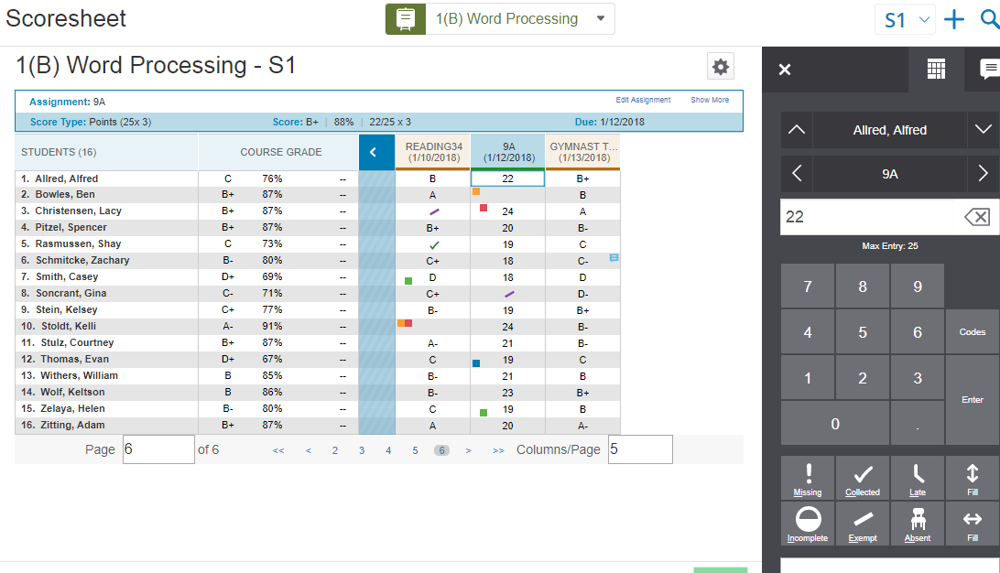 Scoresheet
1(B) Word Processing
S1
1(B) Word Processing - S1
Assignment: 9A
Edit Assignment Show More
Score Type: Points (25x 3) Score: B+ | 88% | 22/25 x 3 Due: 1/12/2018
STUDENTS (16) COURSE GRADE READING34 (1/10/2018) 9A (1/12/2018) GYMNAST T... (1/13/2018)
1. Allred, Alfred C 76% -- B 22 B+
2. Bowles, Ben B+ 87% -- A B
3. Christensen, Lacy B+ 87% -- 24 A
4. Pitzel, Spencer B+ 87% -- B+ 20 B-
5. Rasmussen, Shay C 73% -- 19 C
6. Schmitcke, Zachary B- 80% -- C+ 18 C-
7. Smith, Casey D+ 69% -- D 18 D
8. Soncrant, Gina C- 71% -- C+ D-
9. Stein, Kelsey C+ 77% -- B- 19 B+
10. Stoldt, Kelli A- 91% -- 24 B-
11. Stulz, Courtney B+ 87% -- A- 21 B-
12. Thomas, Evan D+ 67% -- C 19 C
13. Withers, William B 85% -- B- 21 B
14. Wolf, Keltson B 86% -- B- 23 B+
15. Zelaya, Helen B- 80% -- C 19 B
16. Zitting, Adam B+ 87% -- A 20 A-
Page 6 of 6 << < 2 3 4 5 6 > >> Columns/Page 5
Allred, Alfred
9A
22
Max Entry: 25
7 8 9
4 5 6 Codes
1 2 3
Enter
0 .
Missing Collected Late Fill
Incomplete Exempt Absent Fill